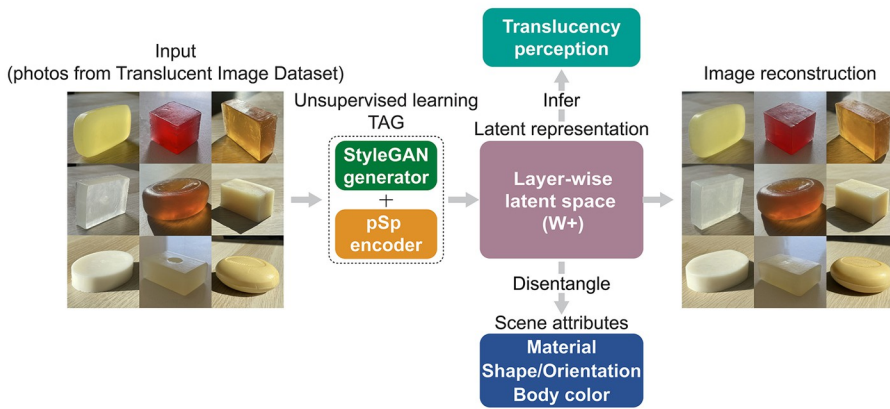 Input
(photos from Translucent Image Dataset)
Unsupervised learning
TAG
StyleGAN
generator
+
pSp
encoder
Translucency
perception
Infer
Latent representation
Layer-wise
latent space
(W+)
Disentangle
Scene attributes
Material
Shape/Orientation
Body color
Image reconstruction